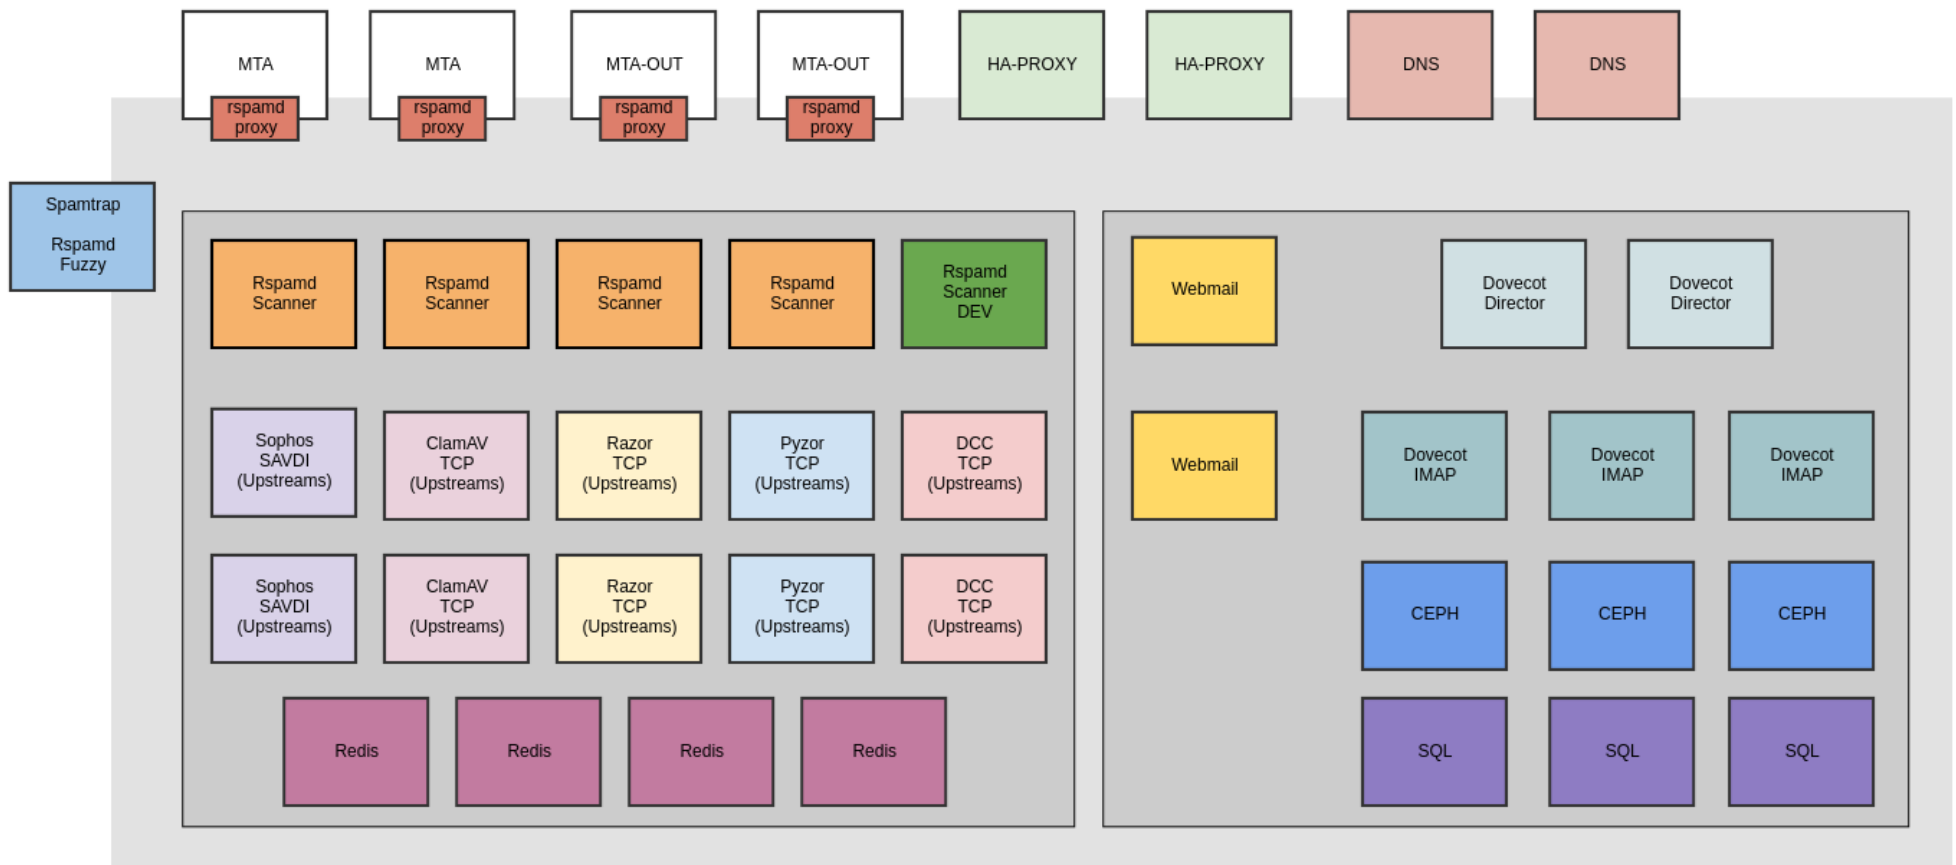 MTA
rspamd
proxy
MTA
rspamd
proxy
MTA-OUT
rspamd
proxy
MTA-OUT
rspamd
proxy
HA-PROXY
HA-PROXY
DNS
DNS
Spamtrap
Rspamd
Fuzzy
Rspamd
Scanner
Rspamd
Scanner
Rspamd
Scanner
Rspamd
Scanner
Rspamd
Scanner
DEV
Sophos
SAVDI
(Upstreams)
ClamAV
TCP
(Upstreams)
Razor
TCP
(Upstreams)
Pyzor
TCP
(Upstreams)
DCC
TCP
(Upstreams)
Sophos
SAVDI
(Upstreams)
ClamAV
TCP
(Upstreams)
Razor
TCP
(Upstreams)
Pyzor
TCP
(Upstreams)
DCC
TCP
(Upstreams)
Redis
Redis
Redis
Redis
Webmail
Dovecot
Director
Dovecot
Director
Webmail
Dovecot
IMAP
Dovecot
IMAP
Dovecot
IMAP
CEPH
CEPH
CEPH
SQL
SQL
SQL